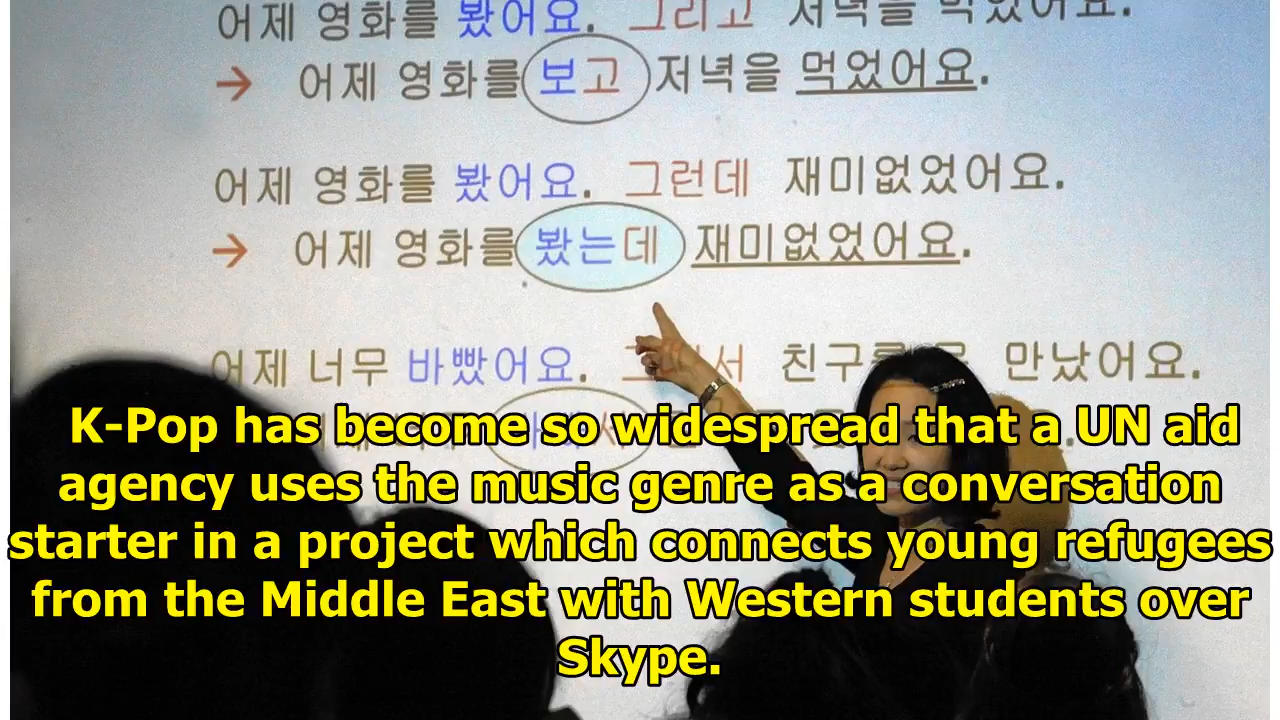 어제 영화를 봤어요. 그리고 저녁을 먹었어요.
→ 어제 영화를 보고 저녁을 먹었어요.
어제 영화를 봤어요. 그런데 재미없었어요.
→ 어제 영화를 봤는데 재미없었어요.
어제 너무 바빴어요. 친구를 만났어요.
K-Pop has become so widespread that a UN aid
agency uses the music genre as a conversation
starter in a project which connects young refugees
from the Middle East with Western students over
Skype.